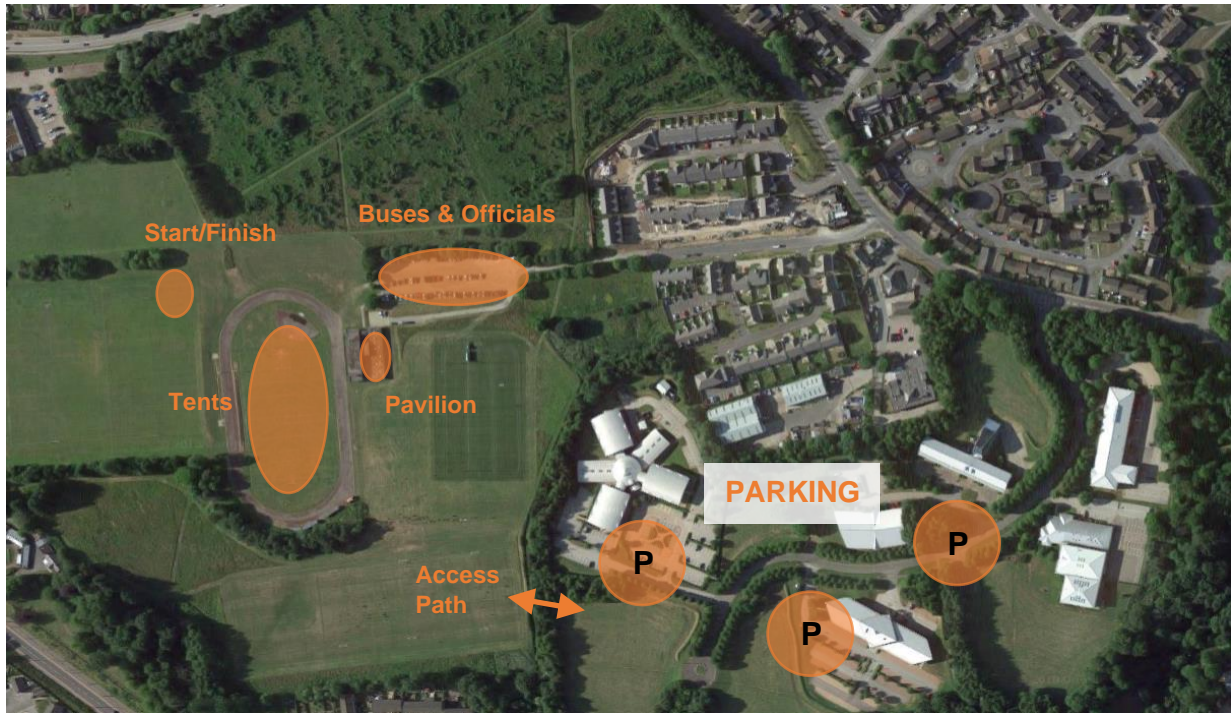 Buses & Officials
Start/Finish
Tents
Pavilion
PARKING
P
P
Access
Path
P